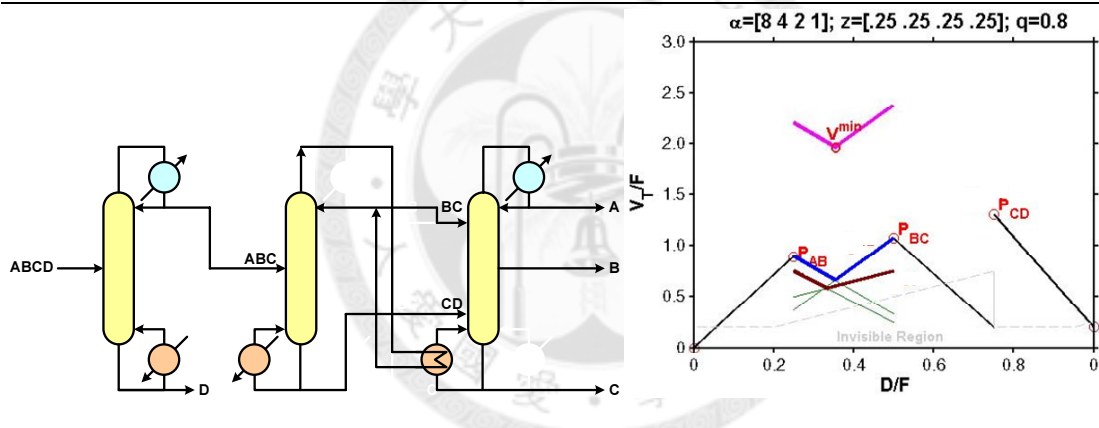 ABCD
D
ABC
BC
CD
A
B
C
α=[8 4 2 1]; z=[.25 .25 .25 .25]; q=0.8
V_T/F
3.0
2.5
2.0
1.5
1.0
0.5
0
V^min
P_AB
P_BC
P_CD
Invisible Region
0 0.2 0.4 0.6 0.8 1
D/F